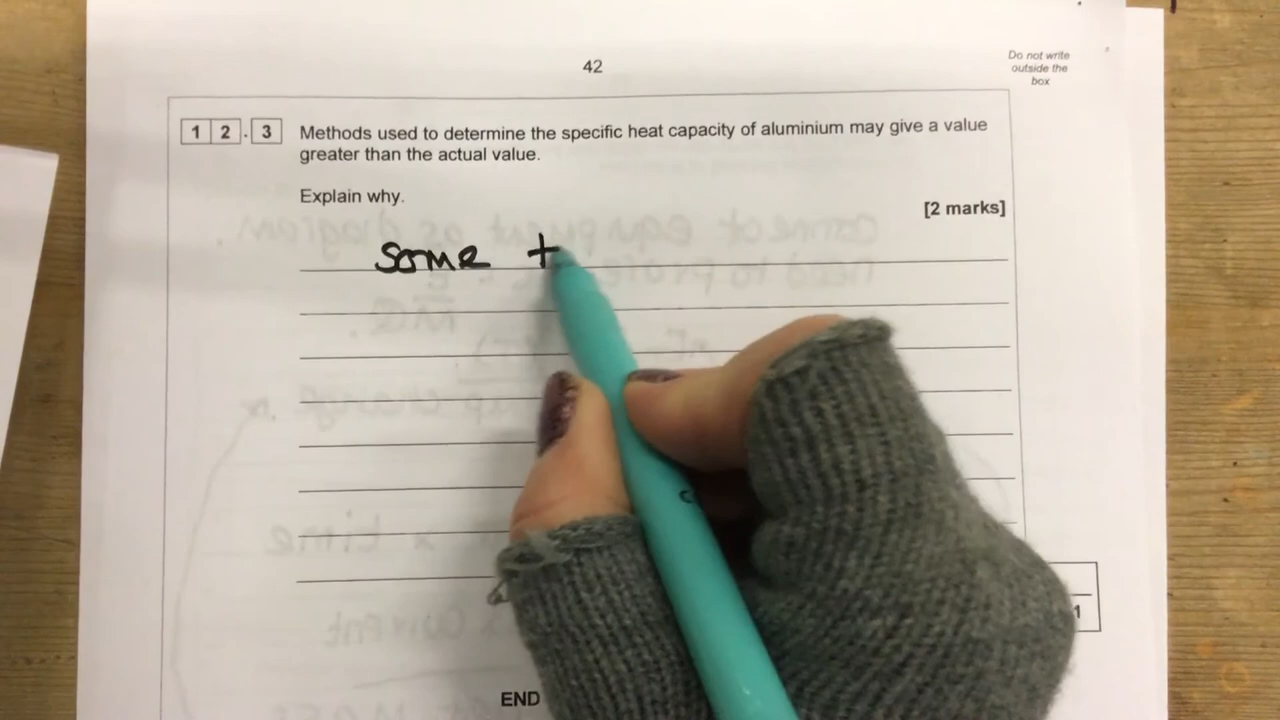 42
Do not write
outside the
box
1 2 . 3 Methods used to determine the specific heat capacity of aluminium may give a value
greater than the actual value.
Explain why.
[2 marks]
some t
END